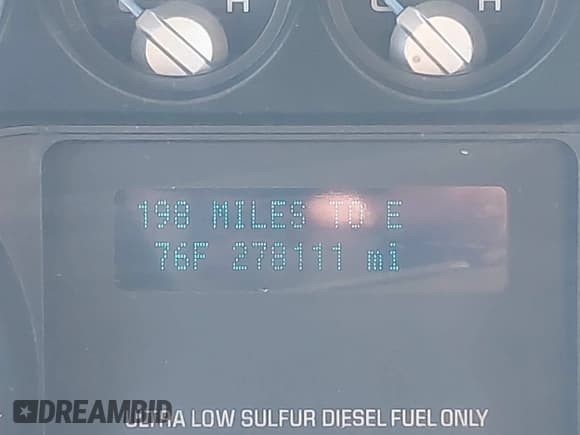 H
C H
198 MILES TO E
76F 278111 mi
DREAMBID
ULTRA LOW SULFUR DIESEL FUEL ONLY